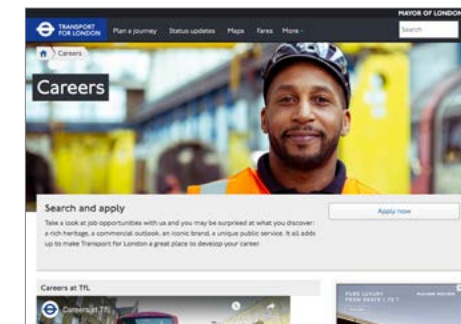 MAYOR OF LONDON
TRANSPORT
FOR LONDON
Plan a journey
Status updates
Maps
Fares
More
Search
Careers
Careers
Search and apply
Apply now
Take a look at job opportunities with us and you may be surprised at what you discover:
a rich heritage, a commercial outlook, an iconic brand, a unique public service. It all adds
up to make Transport for London a great place to develop your career
Careers at TfL
Careers at TfL
PURE LUXURY